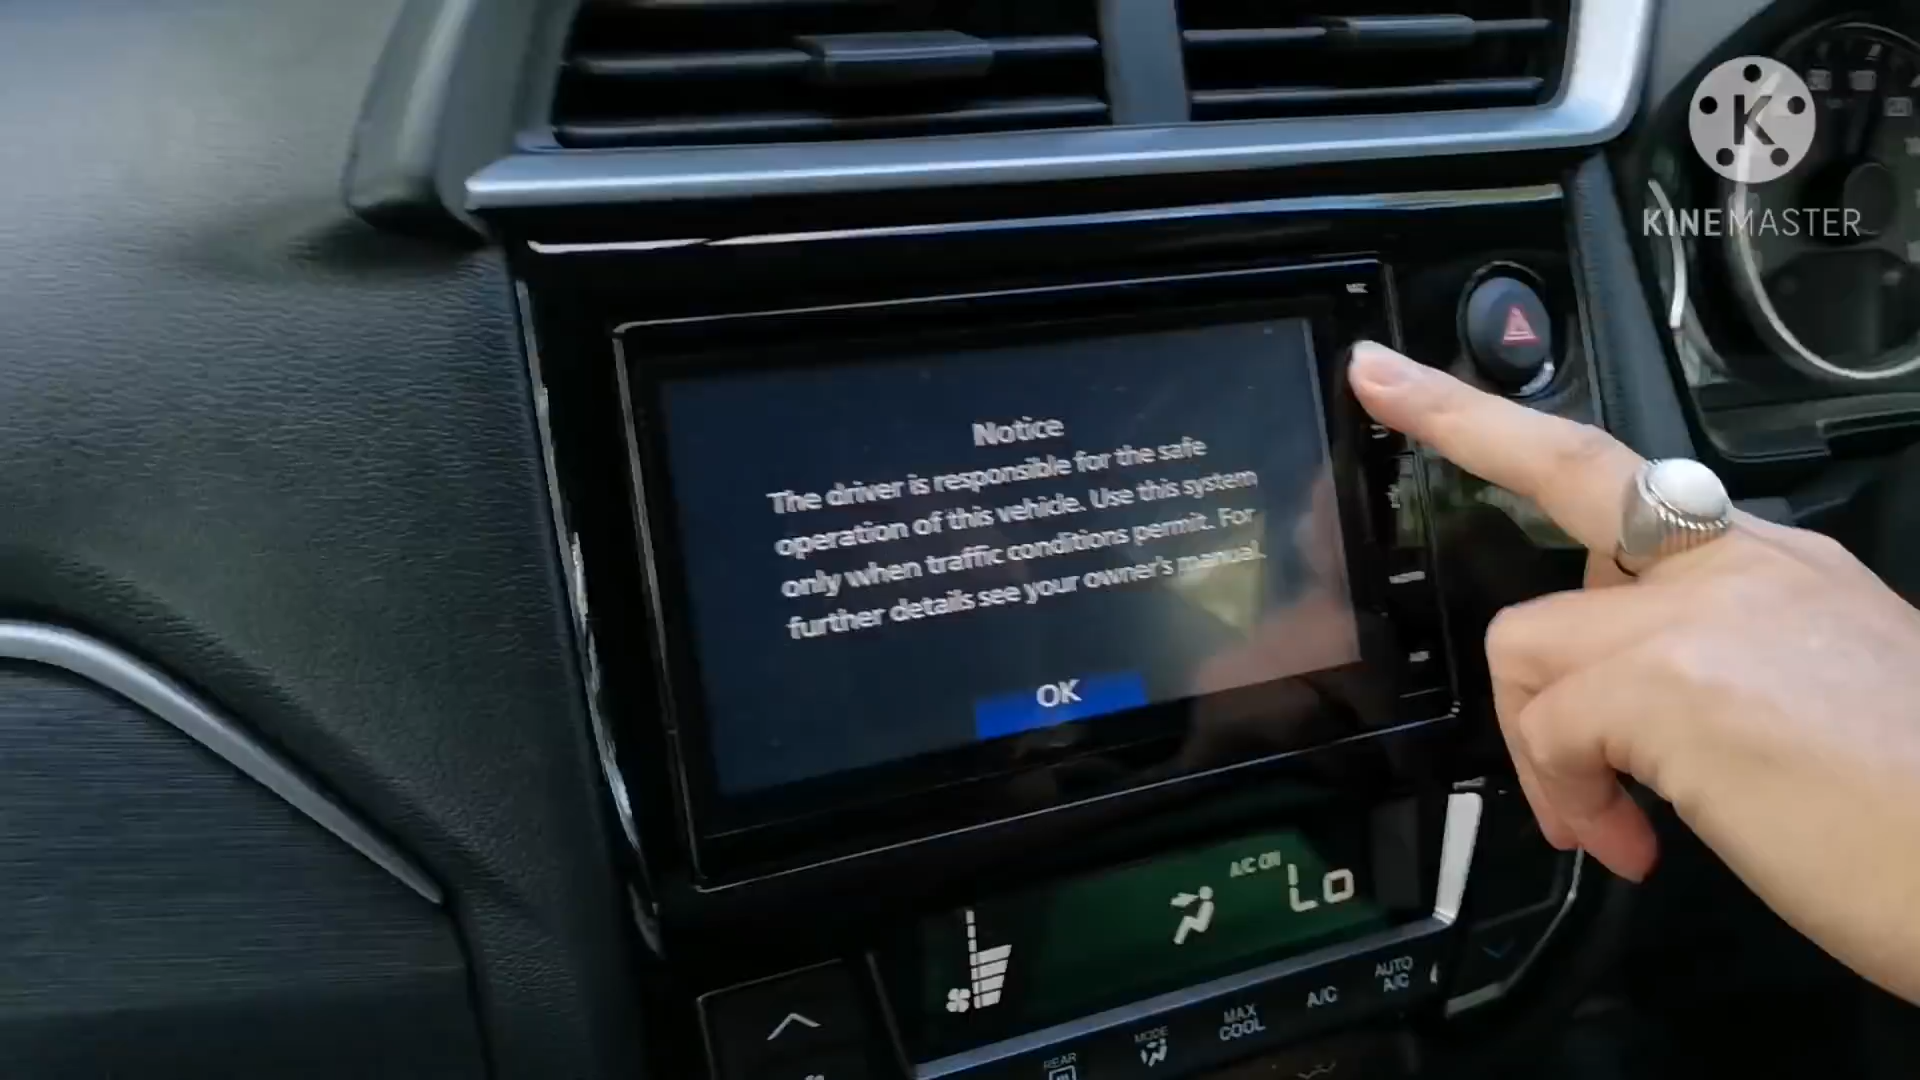 K
KINEMASTER
Notice
The driver is responsible for the safe
operation of this vehicle. Use this system
only when traffic conditions permit. For
further details see your owner's manual.
OK
A/C ON
Lo
AUTO
A/C
A/C
MAX
COOL
MODE
REAR